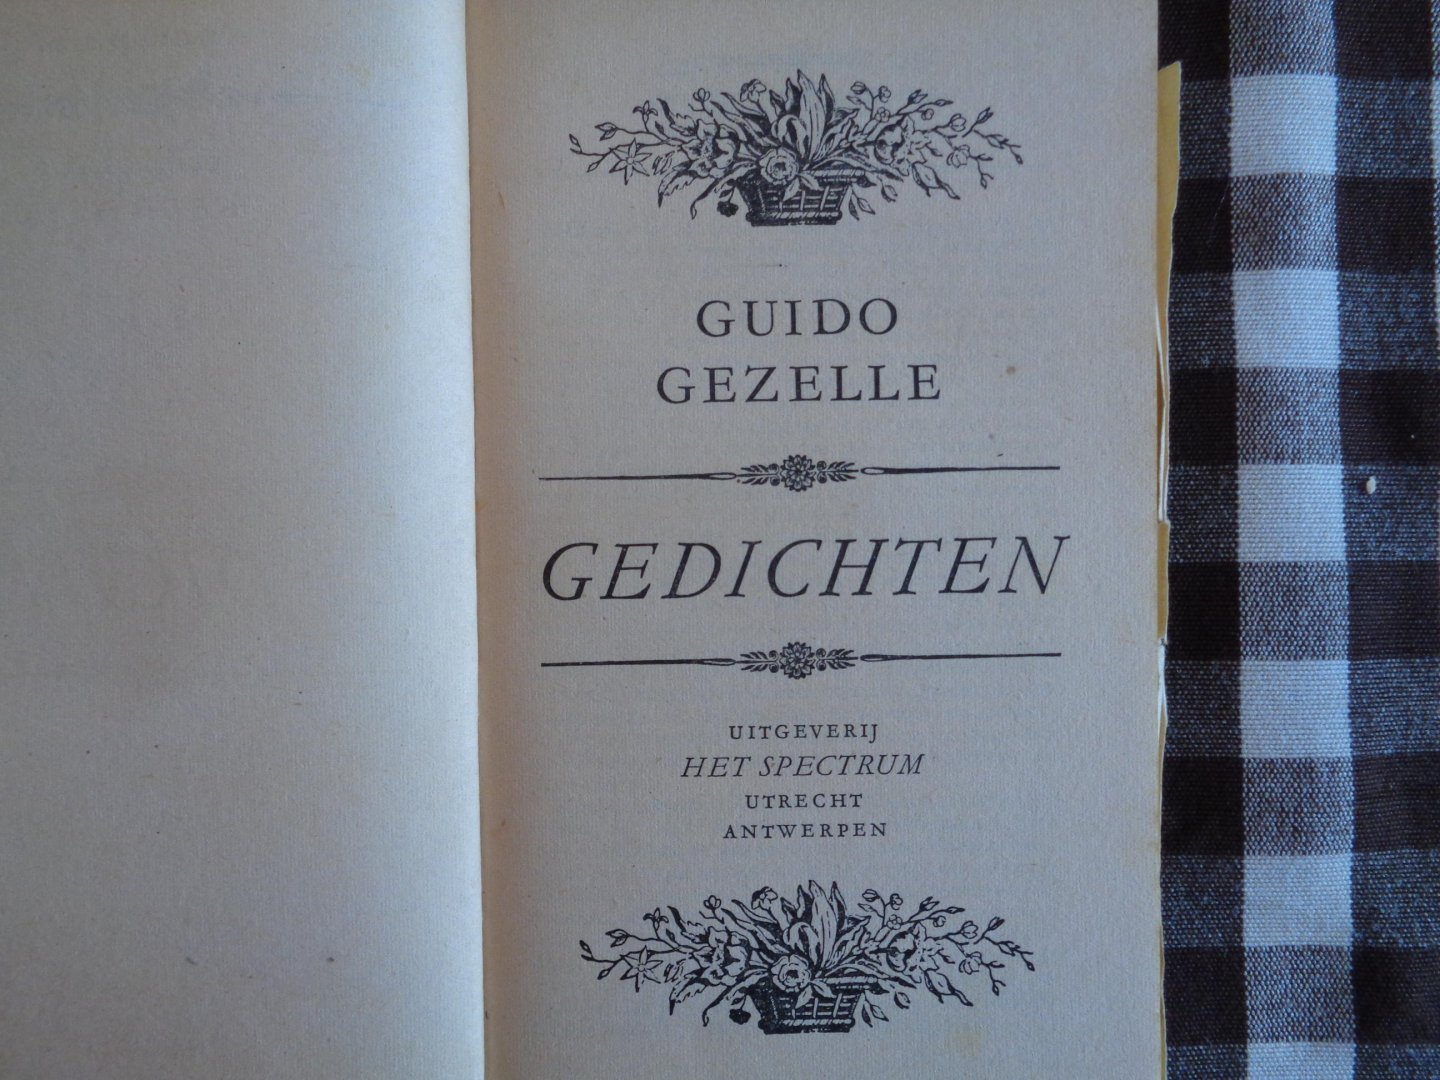 GUIDO
GEZELLE
GEDICHTEN
UITGEVERIJ
HET SPECTRUM
UTRECHT
ANTWERPEN